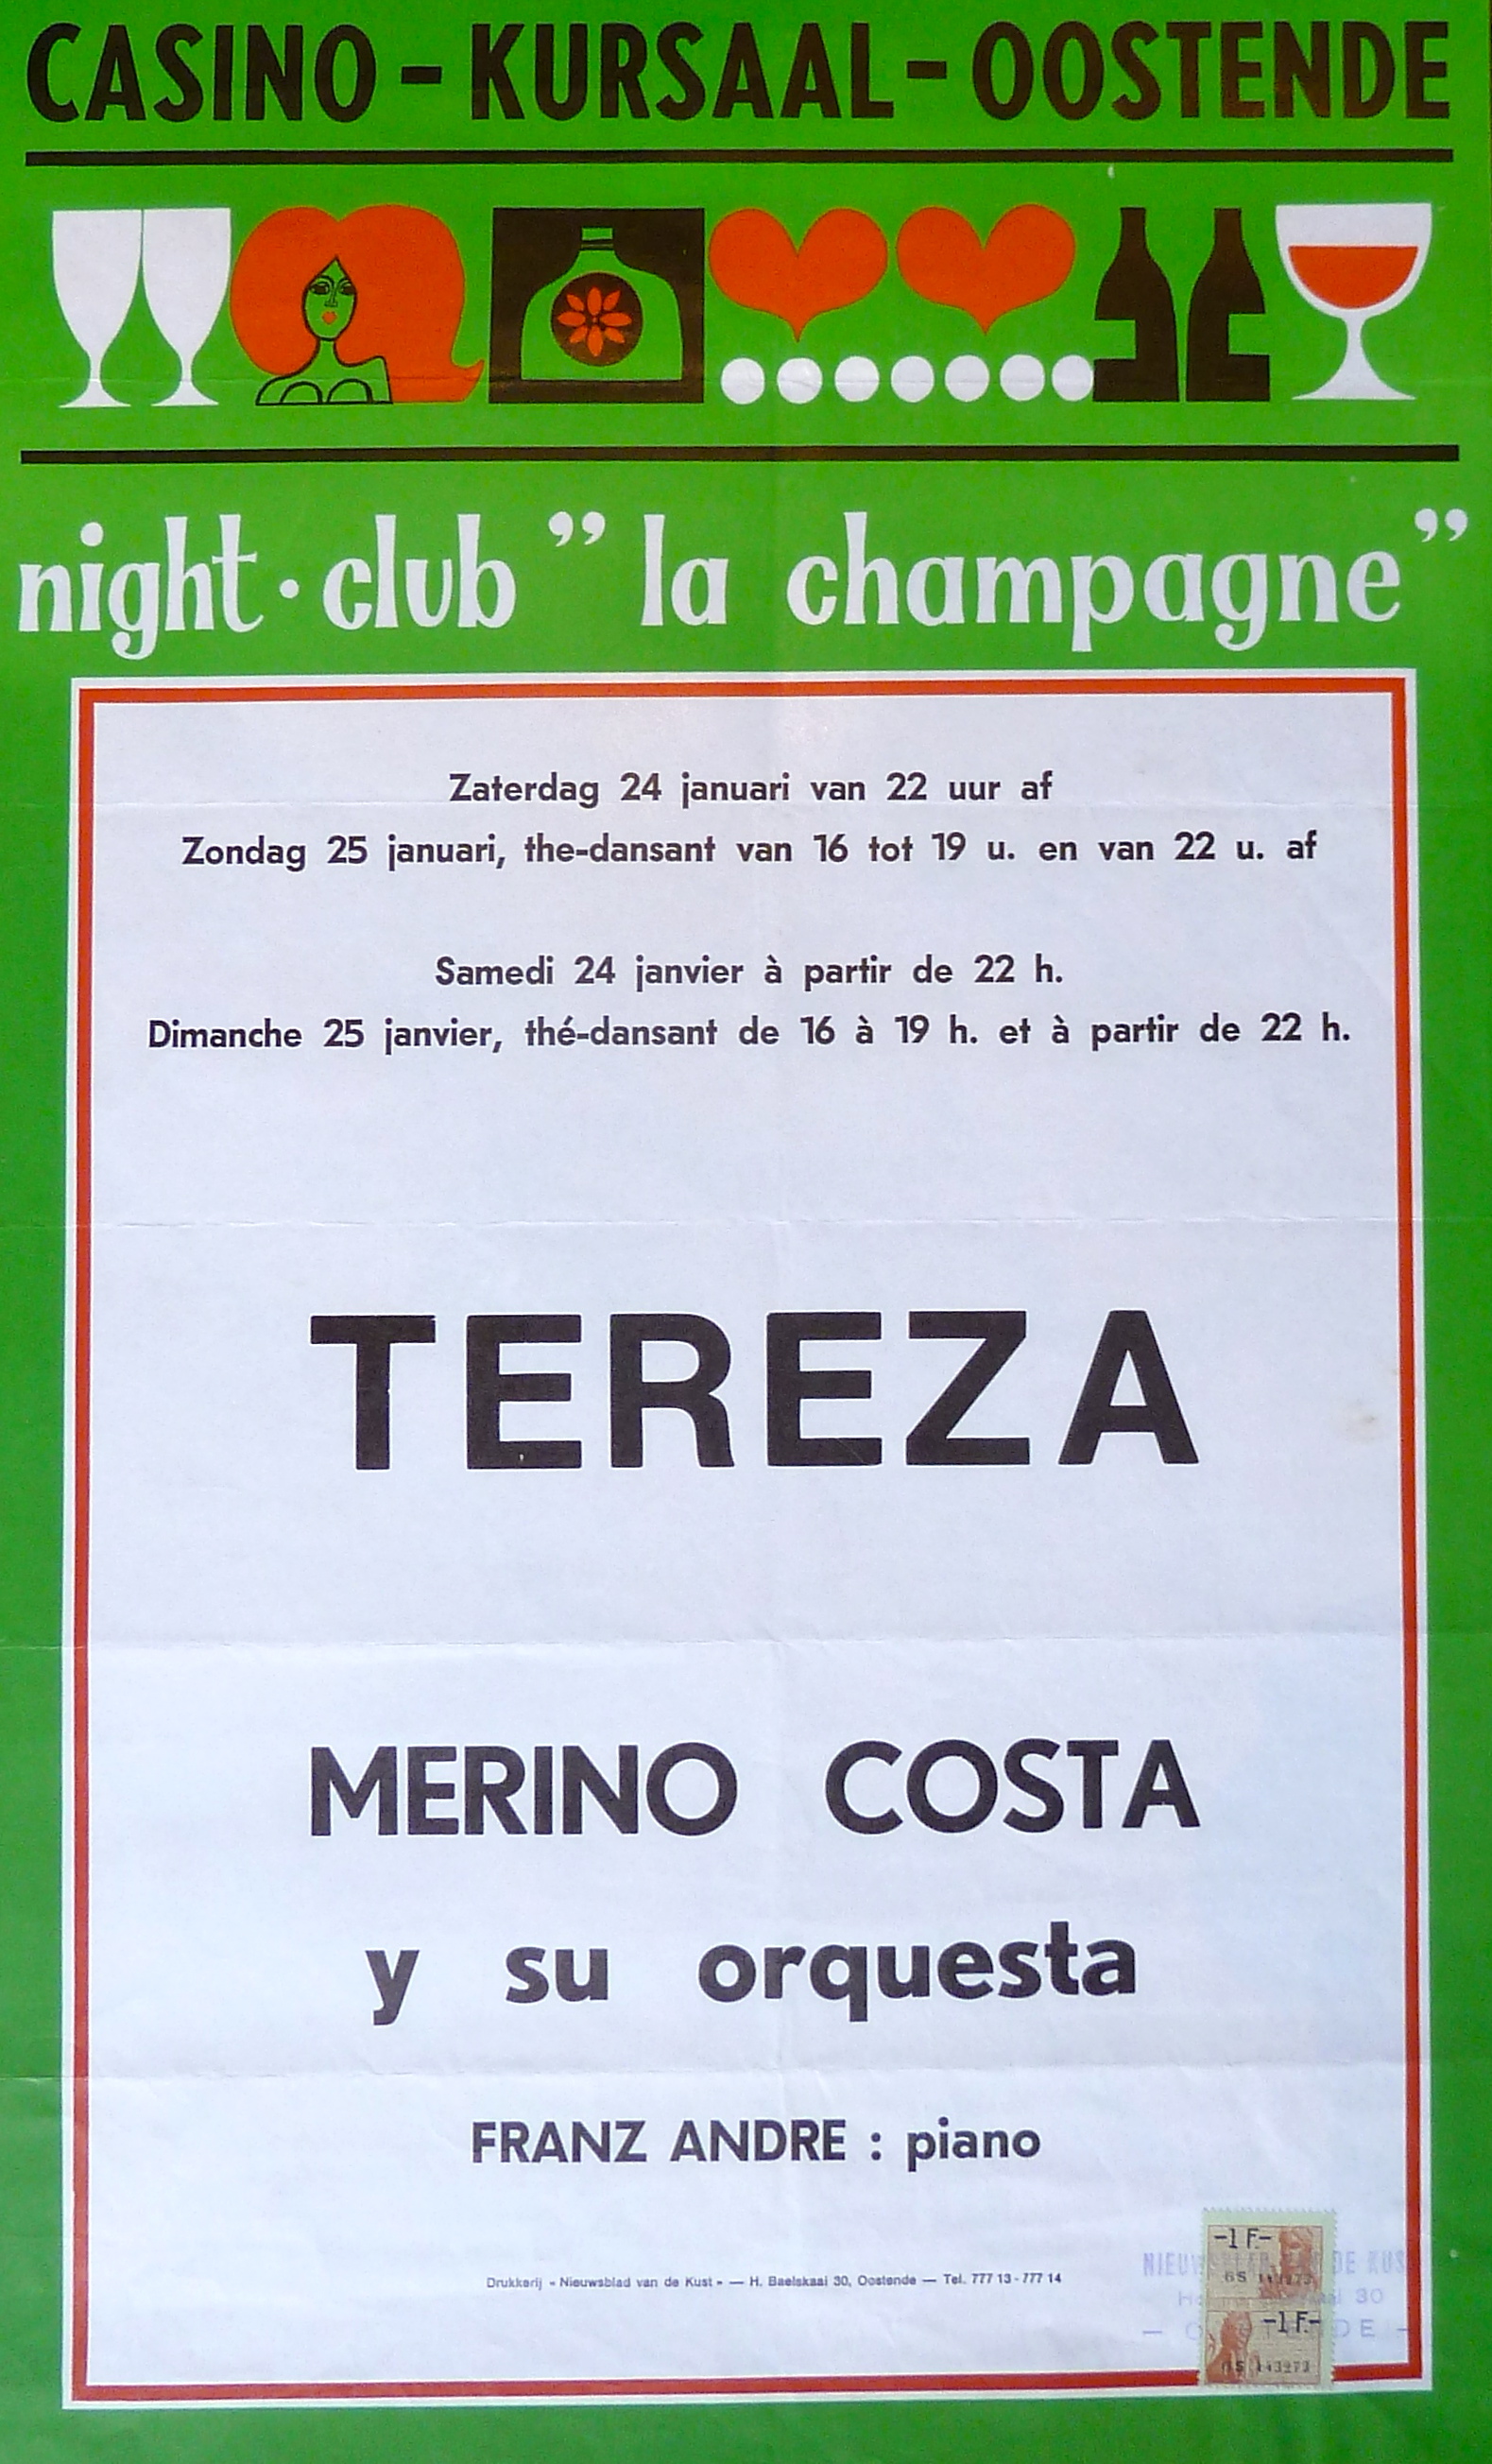 CASINO - KURSAAL - OOSTENDE
night · club ” la champagne ”
Zaterdag 24 januari van 22 uur af
Zondag 25 januari, the-dansant van 16 tot 19 u. en van 22 u. af
Samedi 24 janvier à partir de 22 h.
Dimanche 25 janvier, thé-dansant de 16 à 19 h. et à partir de 22 h.
TEREZA
MERINO COSTA
y su orquesta
FRANZ ANDRE : piano
Drukkerij « Nieuwsblad van de Kust » — H. Baelskaai 30, Oostende — Tel. 777 13 - 777 14
-1 F.-
DE KUS
30
-1 F.-